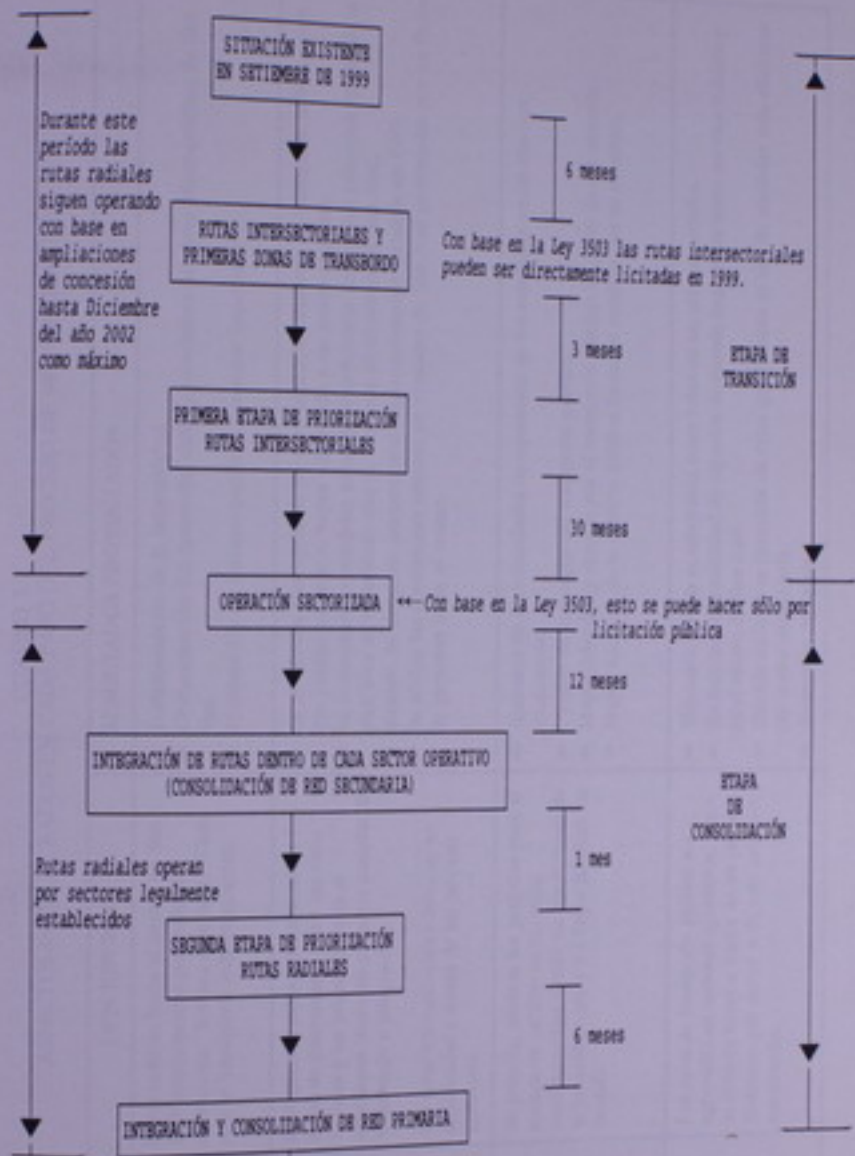 SITUACIÓN EXISTENTE
EN SETIEMBRE DE 1999
Durante este
período las
rutas radiales
siguen operando
con base en
ampliaciones
de concesión
hasta Diciembre
del año 2002
como máximo
6 meses
RUTAS INTERSECTORIALES Y
PRIMERAS ZONAS DE TRANSBORDO
Con base en la Ley 3503 las rutas intersectoriales
pueden ser directamente licitadas en 1999.
3 meses
ETAPA DE
TRANSICIÓN
PRIMERA ETAPA DE PRIORIZACIÓN
RUTAS INTERSECTORIALES
30 meses
OPERACIÓN SECTORIZADA
Con base en la Ley 3503, esto se puede hacer sólo por
licitación pública
12 meses
INTEGRACIÓN DE RUTAS DENTRO DE CADA SECTOR OPERATIVO
(CONSOLIDACIÓN DE RED SECUNDARIA)
ETAPA
DE
CONSOLIDACIÓN
1 mes
Rutas radiales operan
por sectores legalmente
establecidos
SEGUNDA ETAPA DE PRIORIZACIÓN
RUTAS RADIALES
6 meses
INTEGRACIÓN Y CONSOLIDACIÓN DE RED PRIMARIA